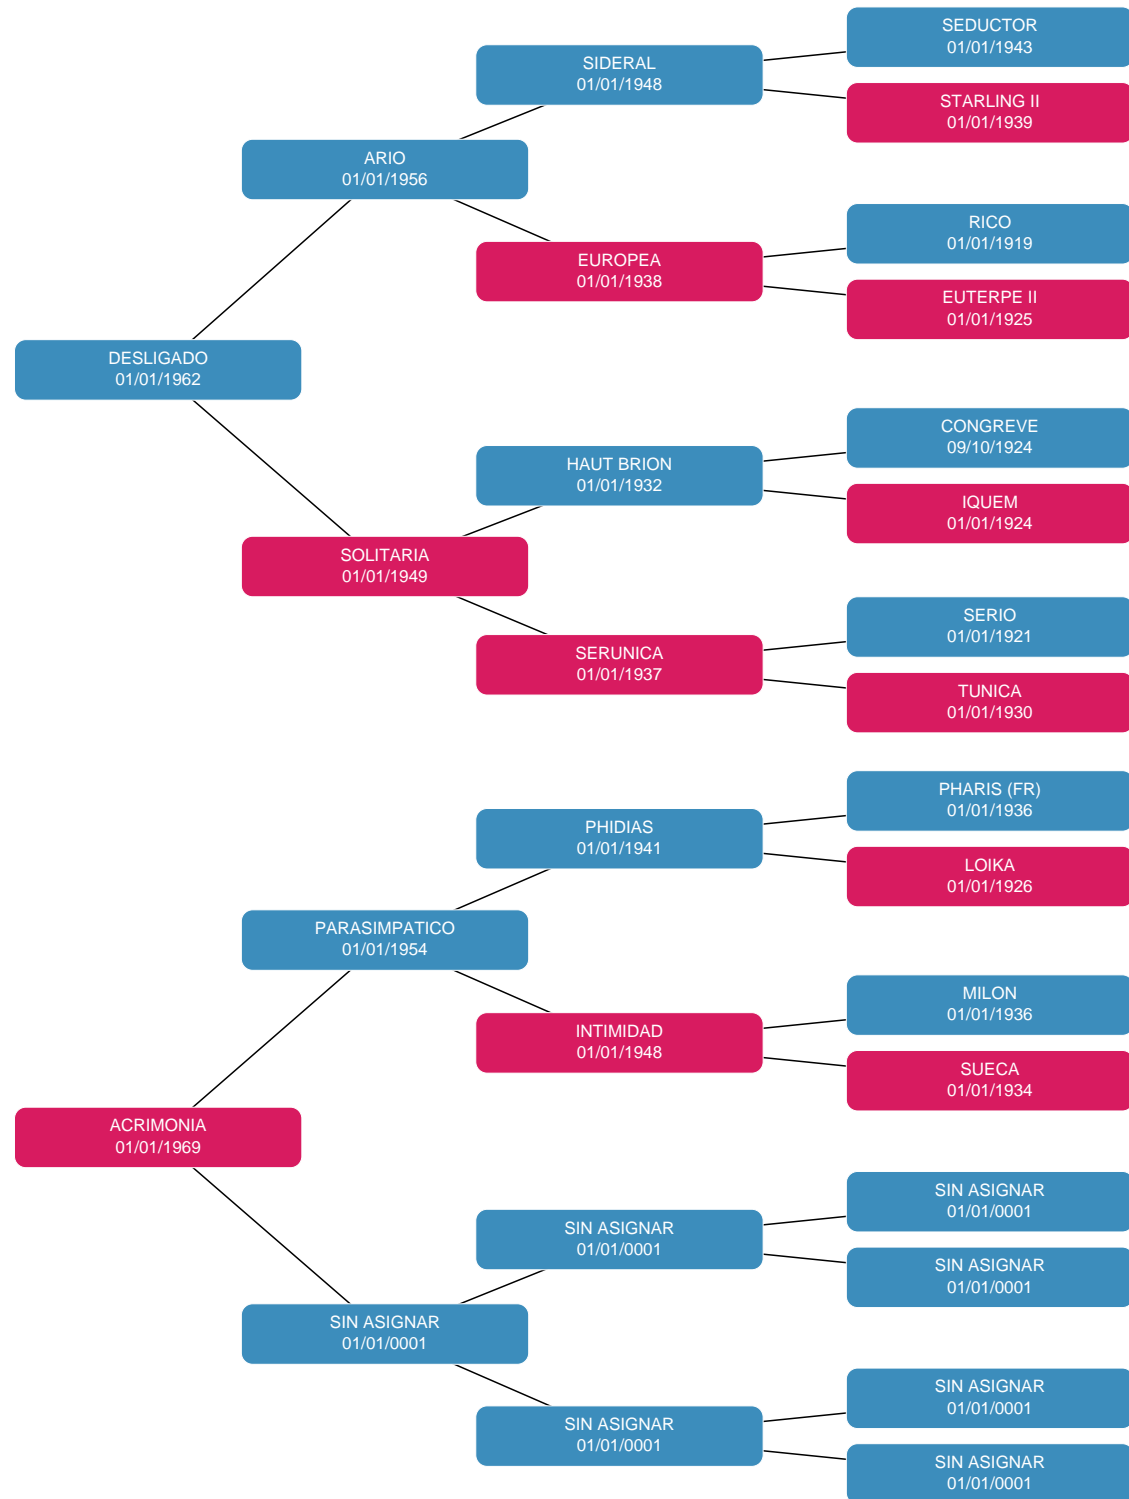 SEDUCTOR
01/01/1943
SIDERAL
01/01/1948
STARLING II
01/01/1939
ARIO
01/01/1956
RICO
01/01/1919
EUROPEA
01/01/1938
EUTERPE II
01/01/1925
DESLIGADO
01/01/1962
CONGREVE
09/10/1924
HAUT BRION
01/01/1932
IQUEM
01/01/1924
SOLITARIA
01/01/1949
SERIO
01/01/1921
SERUNICA
01/01/1937
TUNICA
01/01/1930
PHARIS (FR)
01/01/1936
PHIDIAS
01/01/1941
LOIKA
01/01/1926
PARASIMPATICO
01/01/1954
MILON
01/01/1936
INTIMIDAD
01/01/1948
SUECA
01/01/1934
ACRIMONIA
01/01/1969
SIN ASIGNAR
01/01/0001
SIN ASIGNAR
01/01/0001
SIN ASIGNAR
01/01/0001
SIN ASIGNAR
01/01/0001
SIN ASIGNAR
01/01/0001
SIN ASIGNAR
01/01/0001
SIN ASIGNAR
01/01/0001